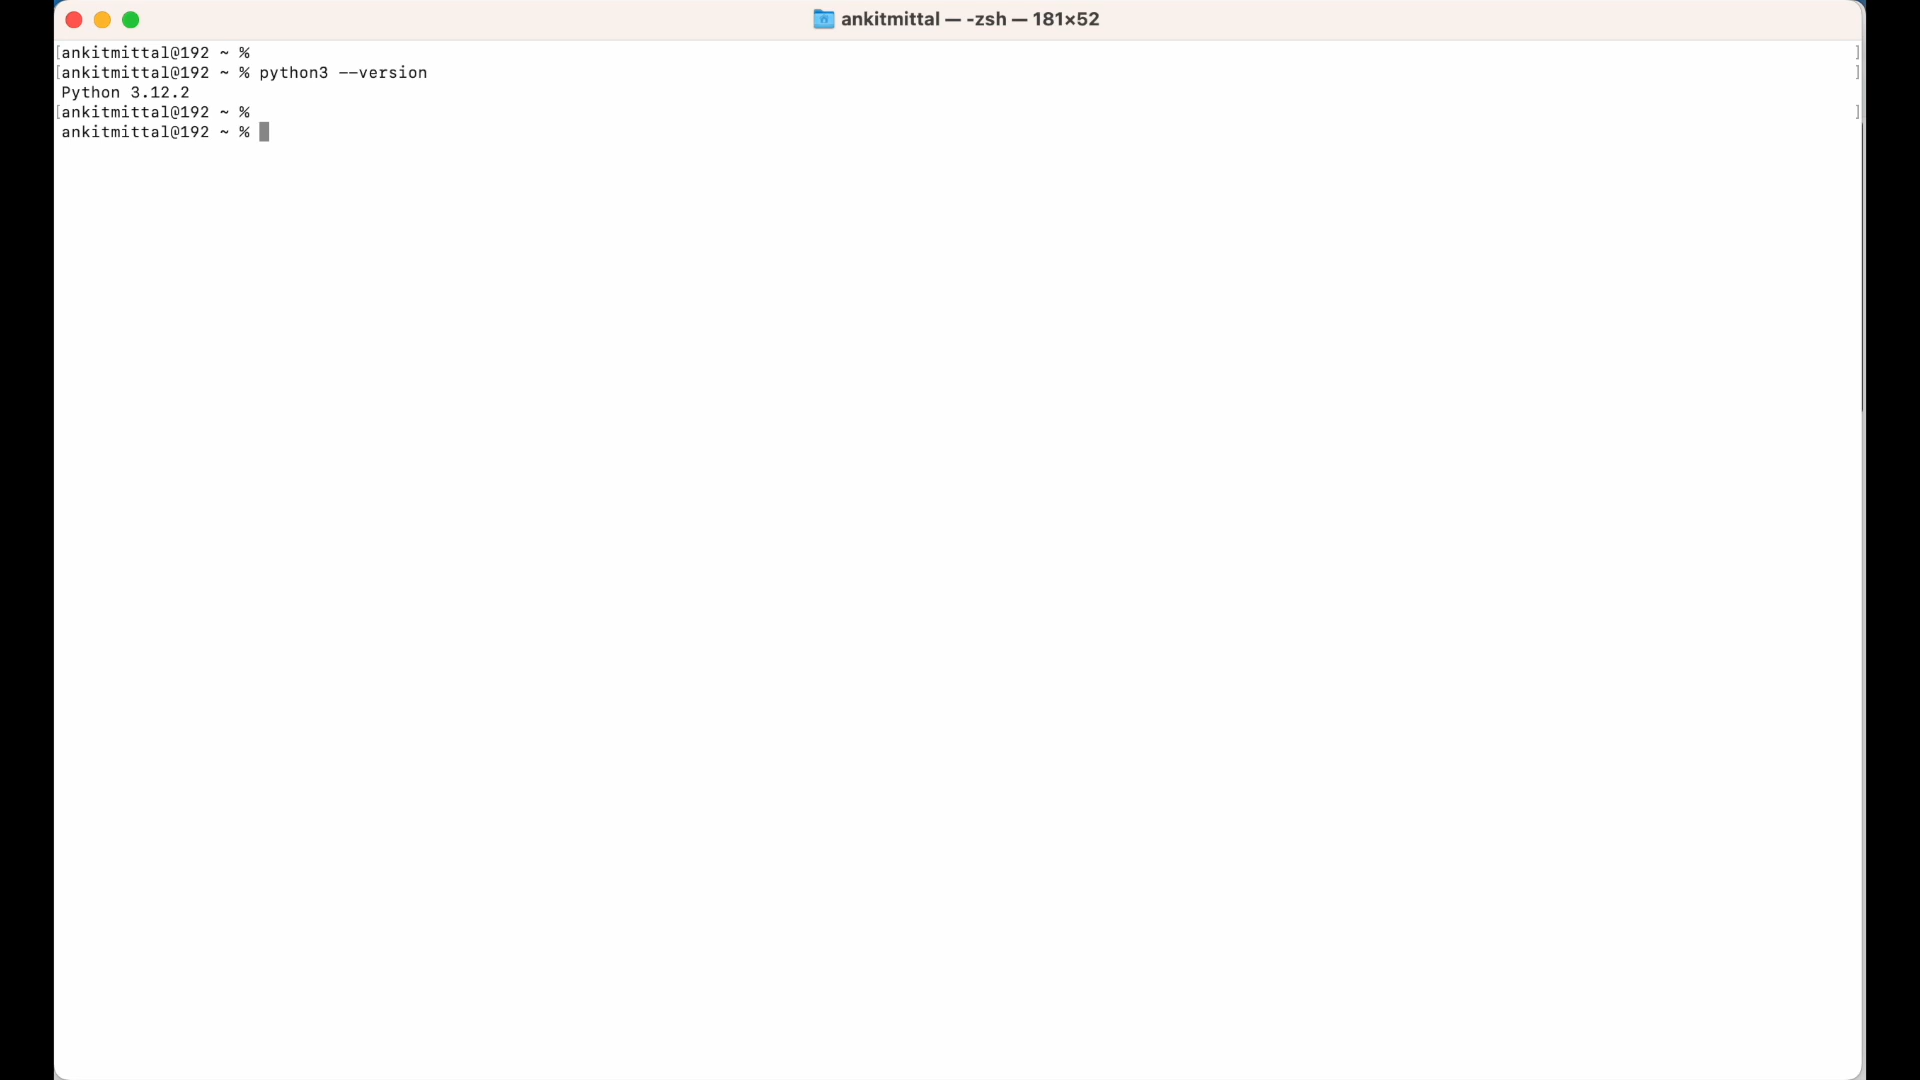 ankitmittal — -zsh — 181×52
[ankitmittal@192 ~ % ]
[ankitmittal@192 ~ % python3 --version ]
Python 3.12.2
[ankitmittal@192 ~ % ]
ankitmittal@192 ~ %